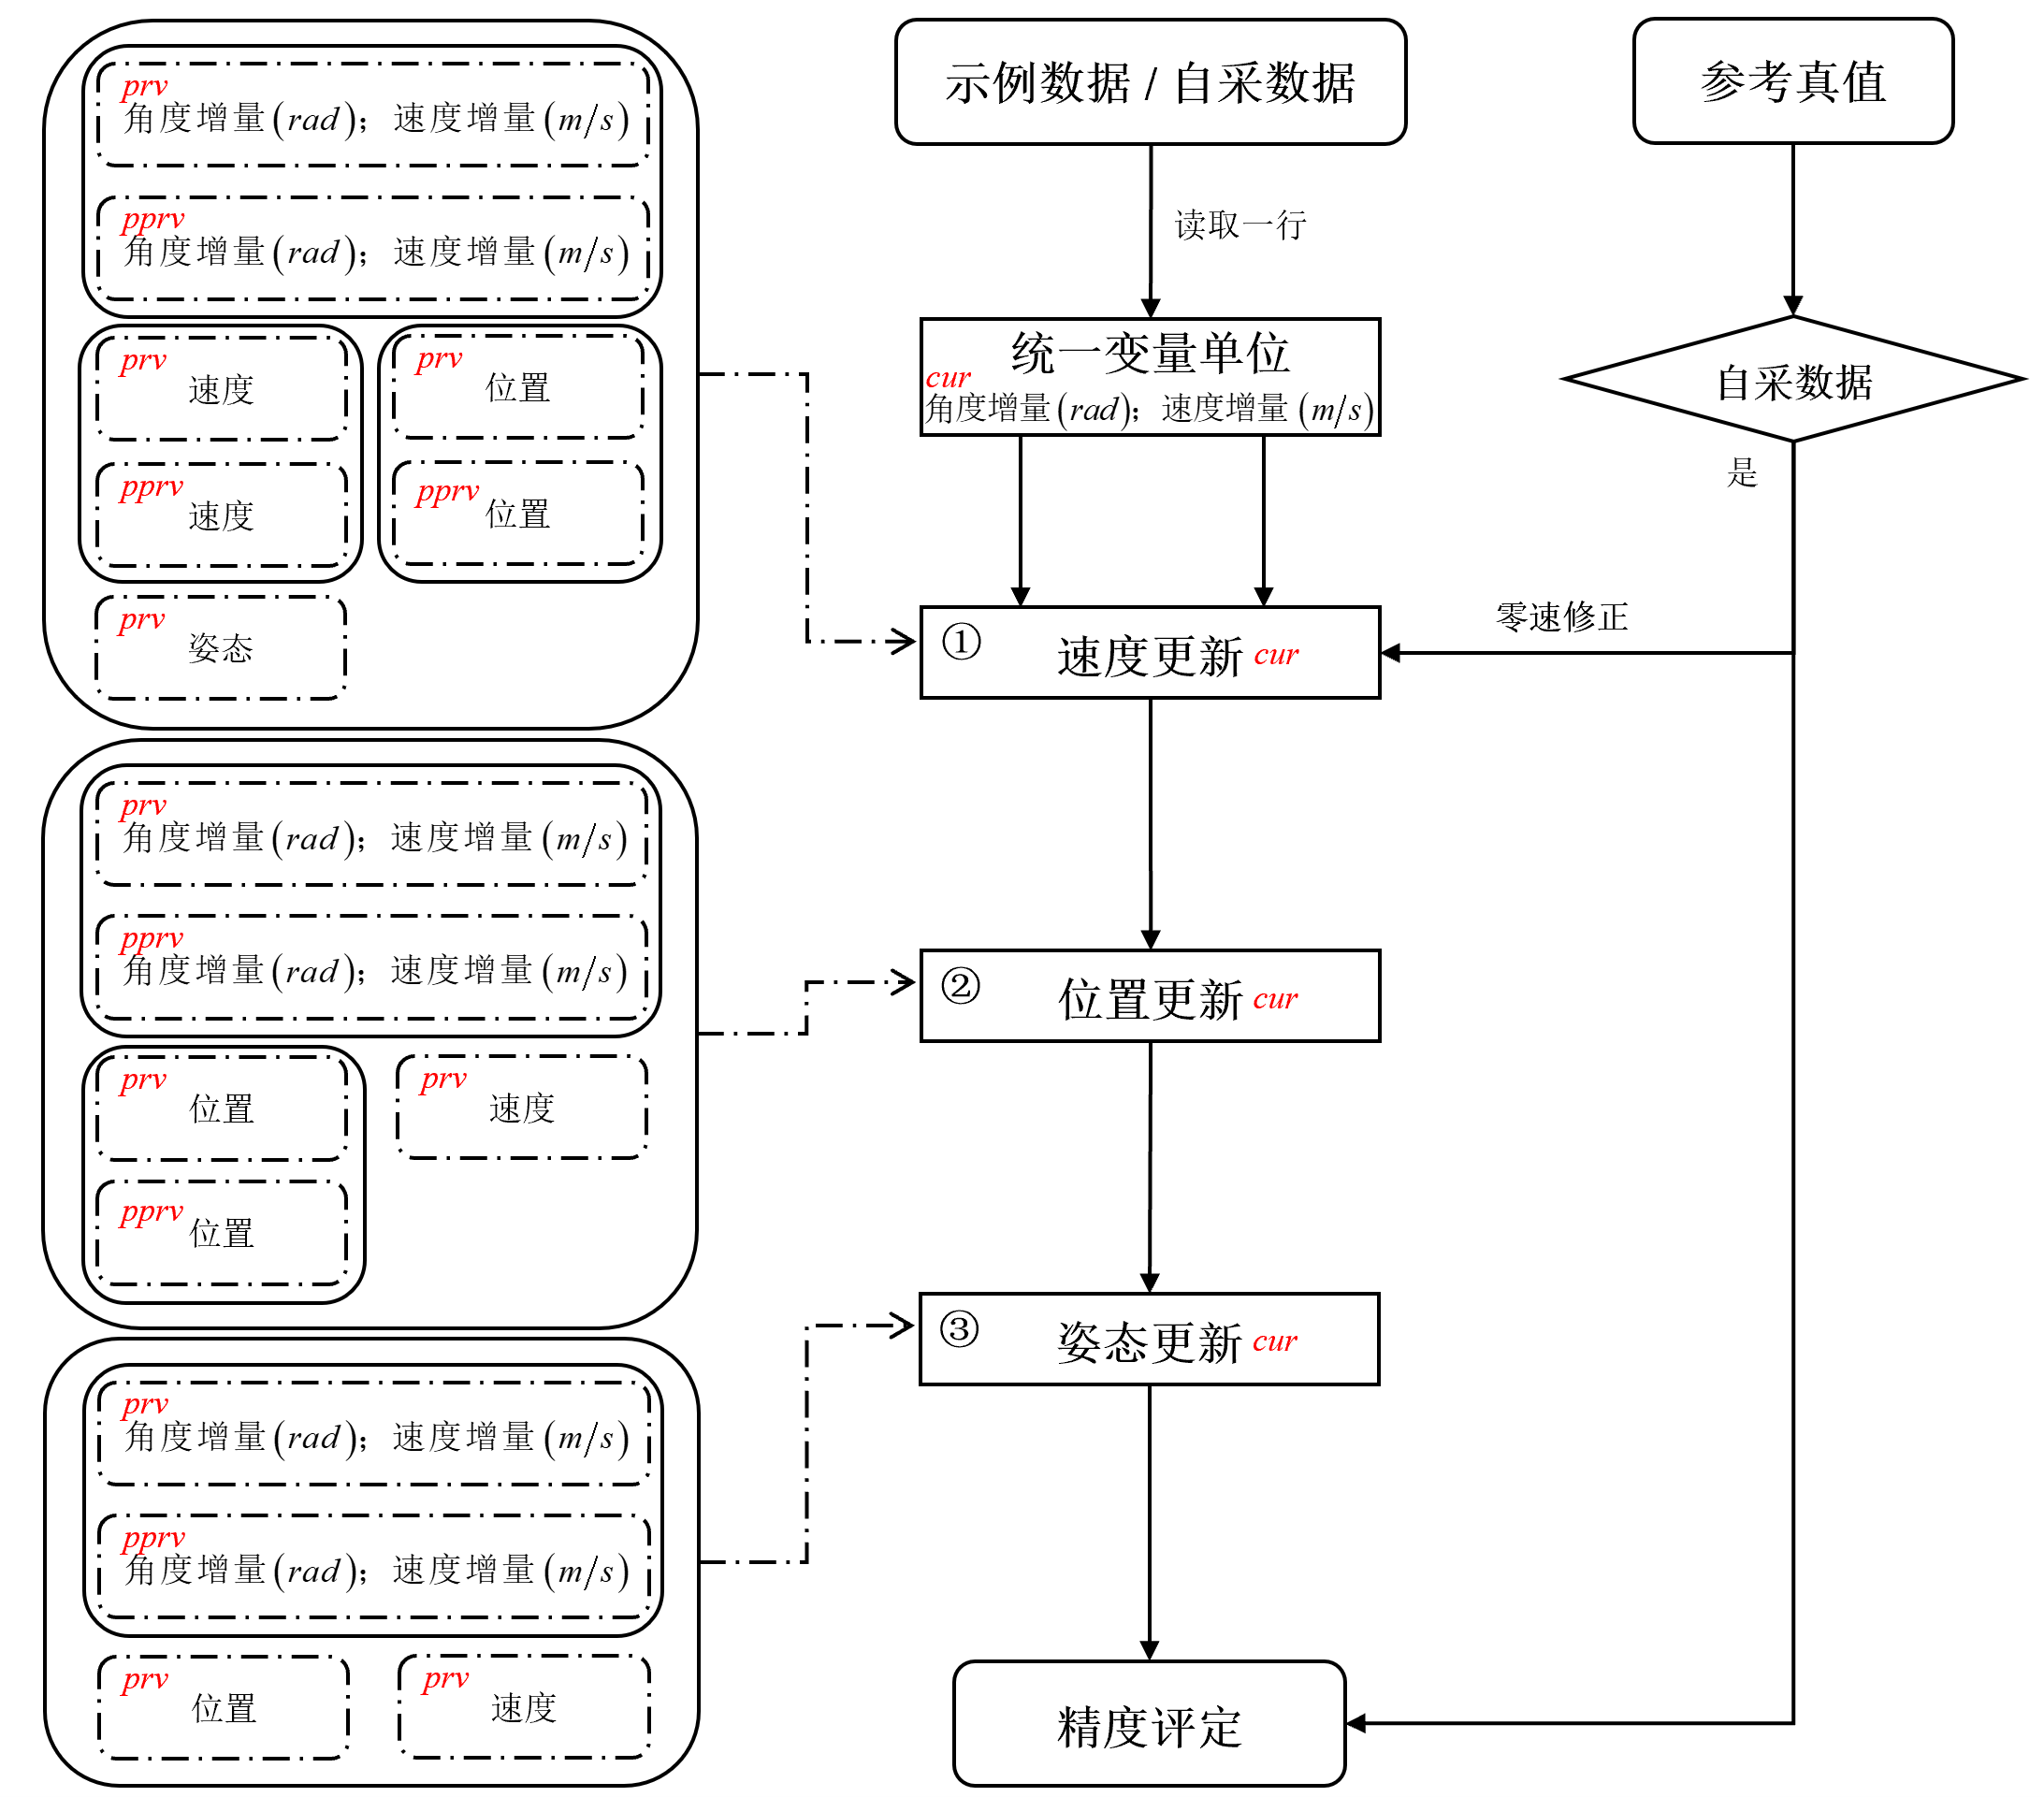 prv
角度增量(rad)；速度增量(m/s)
pprv
角度增量(rad)；速度增量(m/s)
prv
速度
pprv
速度
prv
位置
pprv
位置
prv
姿态
prv
角度增量(rad)；速度增量(m/s)
pprv
角度增量(rad)；速度增量(m/s)
prv
位置
pprv
位置
prv
速度
prv
角度增量(rad)；速度增量(m/s)
pprv
角度增量(rad)；速度增量(m/s)
prv
位置
prv
速度
示例数据 / 自采数据
读取一行
统一变量单位
cur
角度增量(rad)；速度增量(m/s)
① 速度更新 cur
② 位置更新 cur
③ 姿态更新 cur
精度评定
参考真值
自采数据
是
零速修正